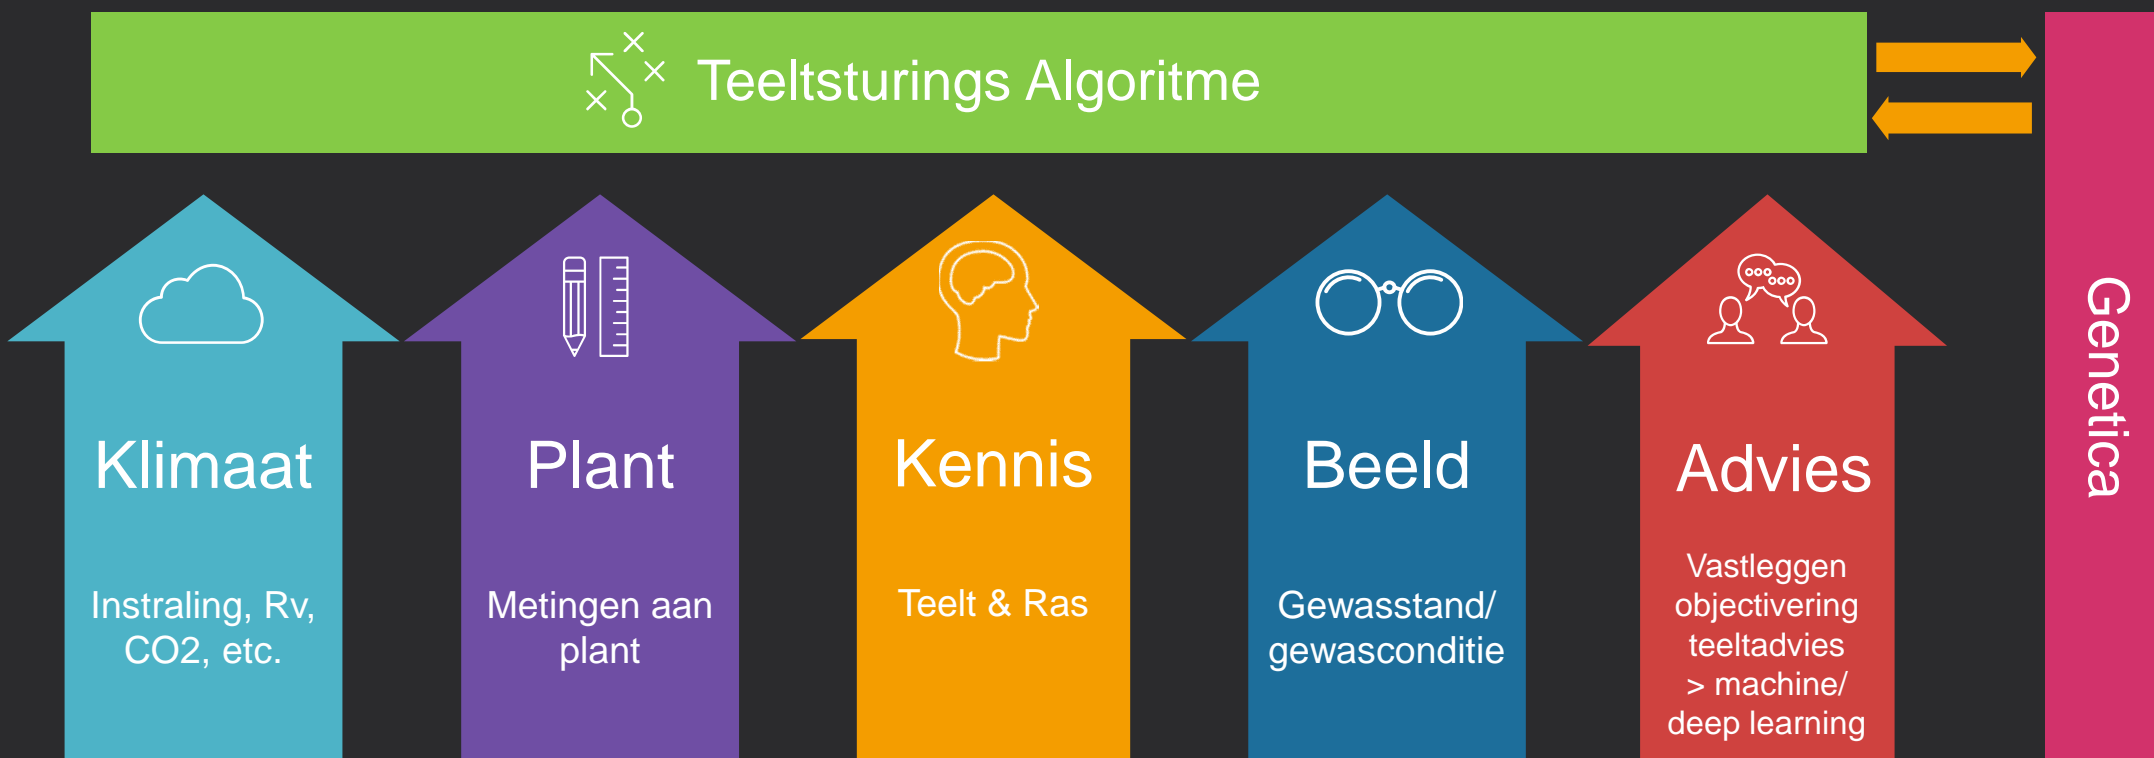 Teeltsturings Algoritme
Klimaat
Instraling, Rv,
CO2, etc.
Plant
Metingen aan
plant
Kennis
Teelt & Ras
Beeld
Gewasstand/
gewasconditie
Advies
Vastleggen
objectivering
teeltadvies
> machine/
deep learning
Genetica